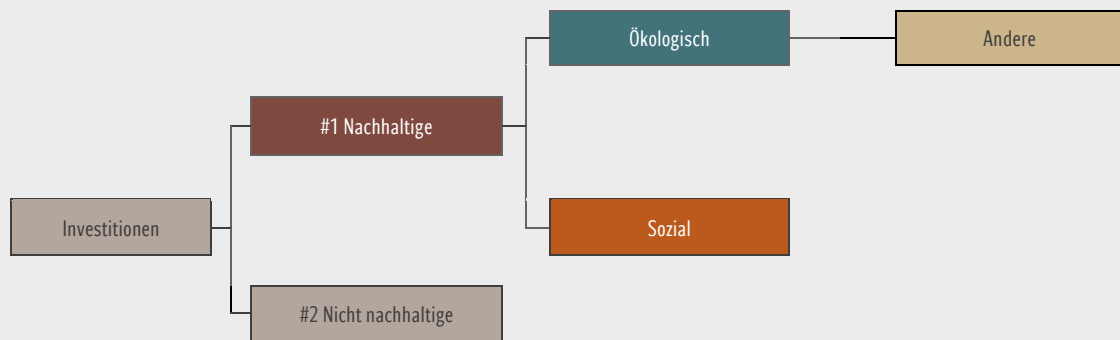 Ökologisch
Andere
#1 Nachhaltige
Investitionen
Sozial
#2 Nicht nachhaltige